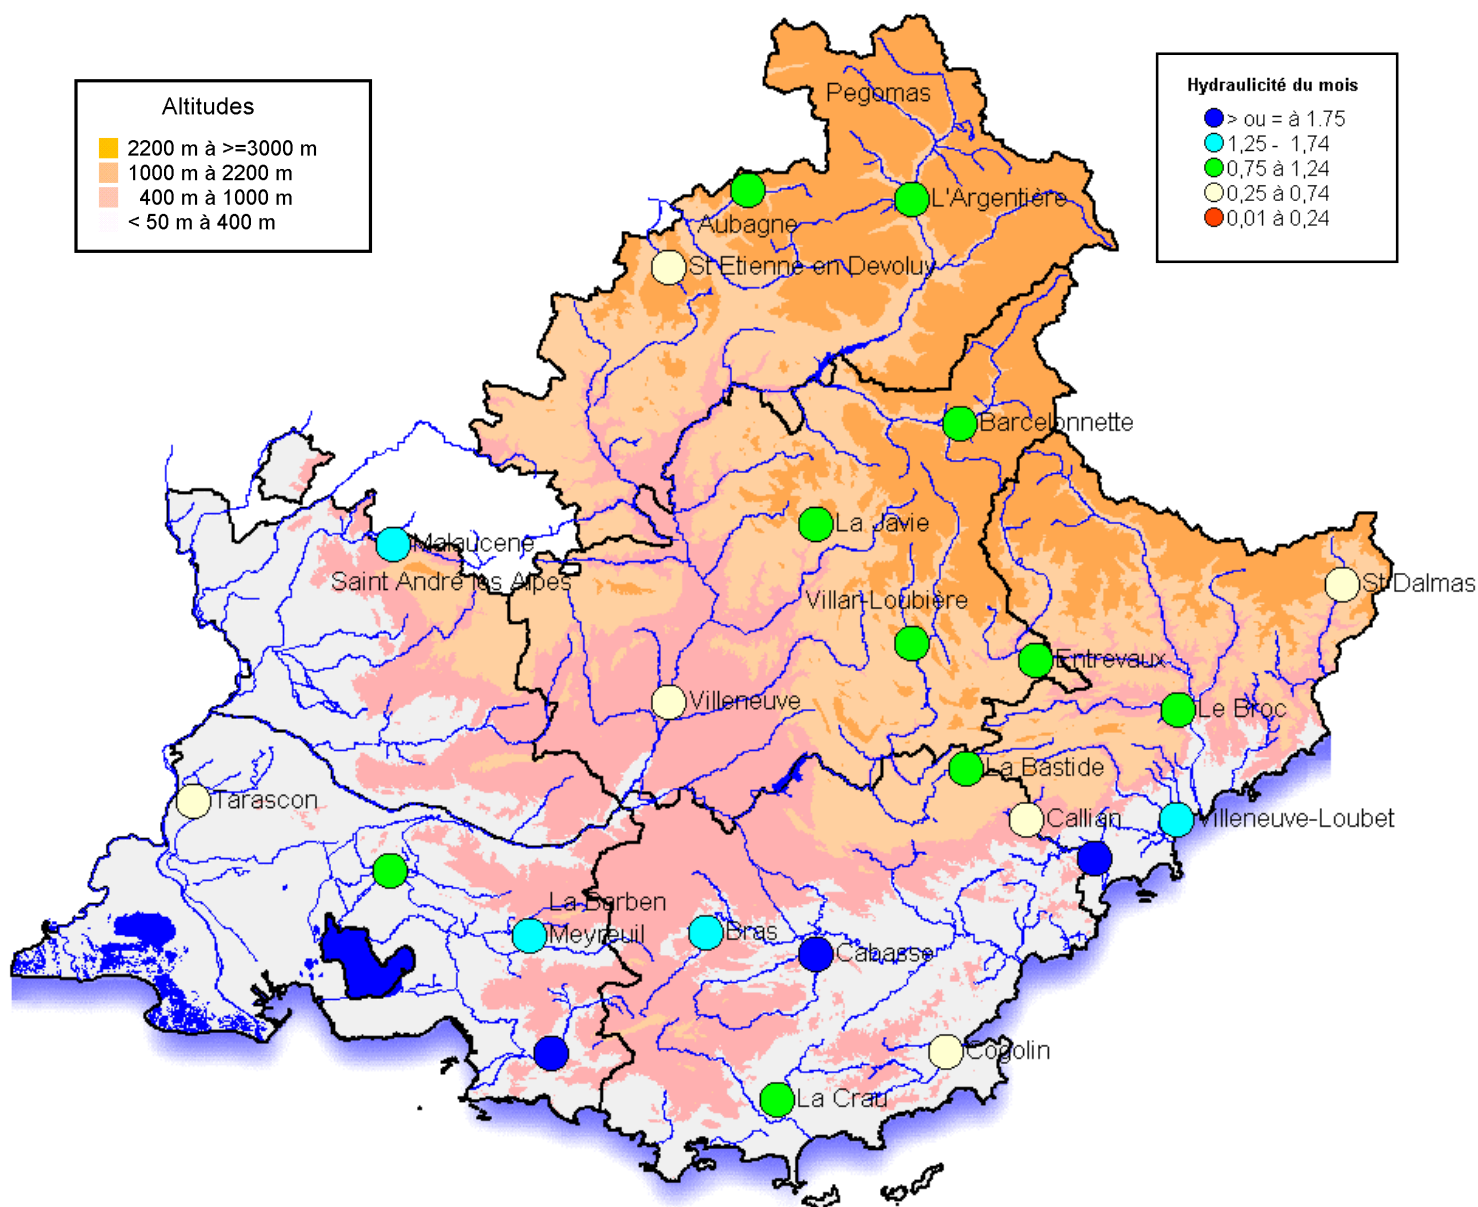 Altitudes
2200 m à >=3000 m
1000 m à 2200 m
400 m à 1000 m
< 50 m à 400 m
Hydraulicité du mois
> ou = à 1.75
1,25 - 1,74
0,75 à 1,24
0,25 à 0,74
0,01 à 0,24
Pegomas
L'Argentière
Aubagne
St Etienne en Devoluy
Barcelonnette
La Javie
Malaucene
Saint André les Alpes
Villar-Loubière
St Dalmas
Entrevaux
Villeneuve
Le Broc
La Bastide
Tarascon
Callian
Villeneuve-Loubet
La Barben
Meyreuil
Bras
Cabasse
Cogolin
La Crau